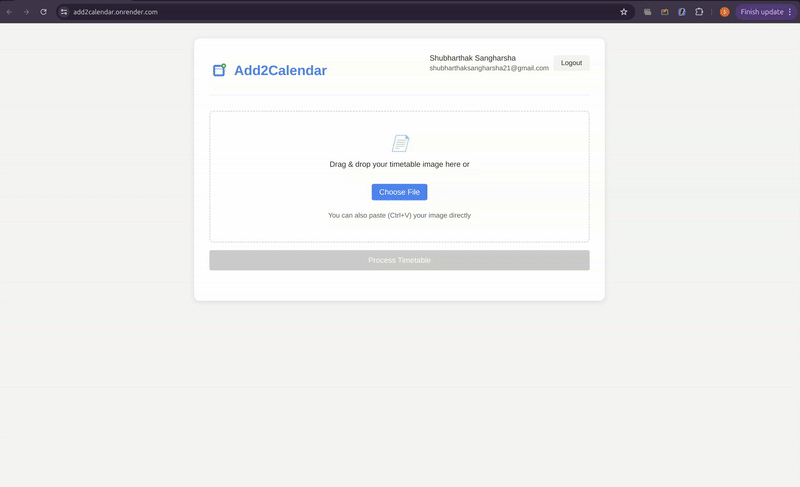 add2calendar.onrender.com
Finish update
Add2Calendar
Shubharthak Sangharsha
shubharthaksangharsha21@gmail.com
Logout
Drag & drop your timetable image here or
Choose File
You can also paste (Ctrl+V) your image directly
Process Timetable